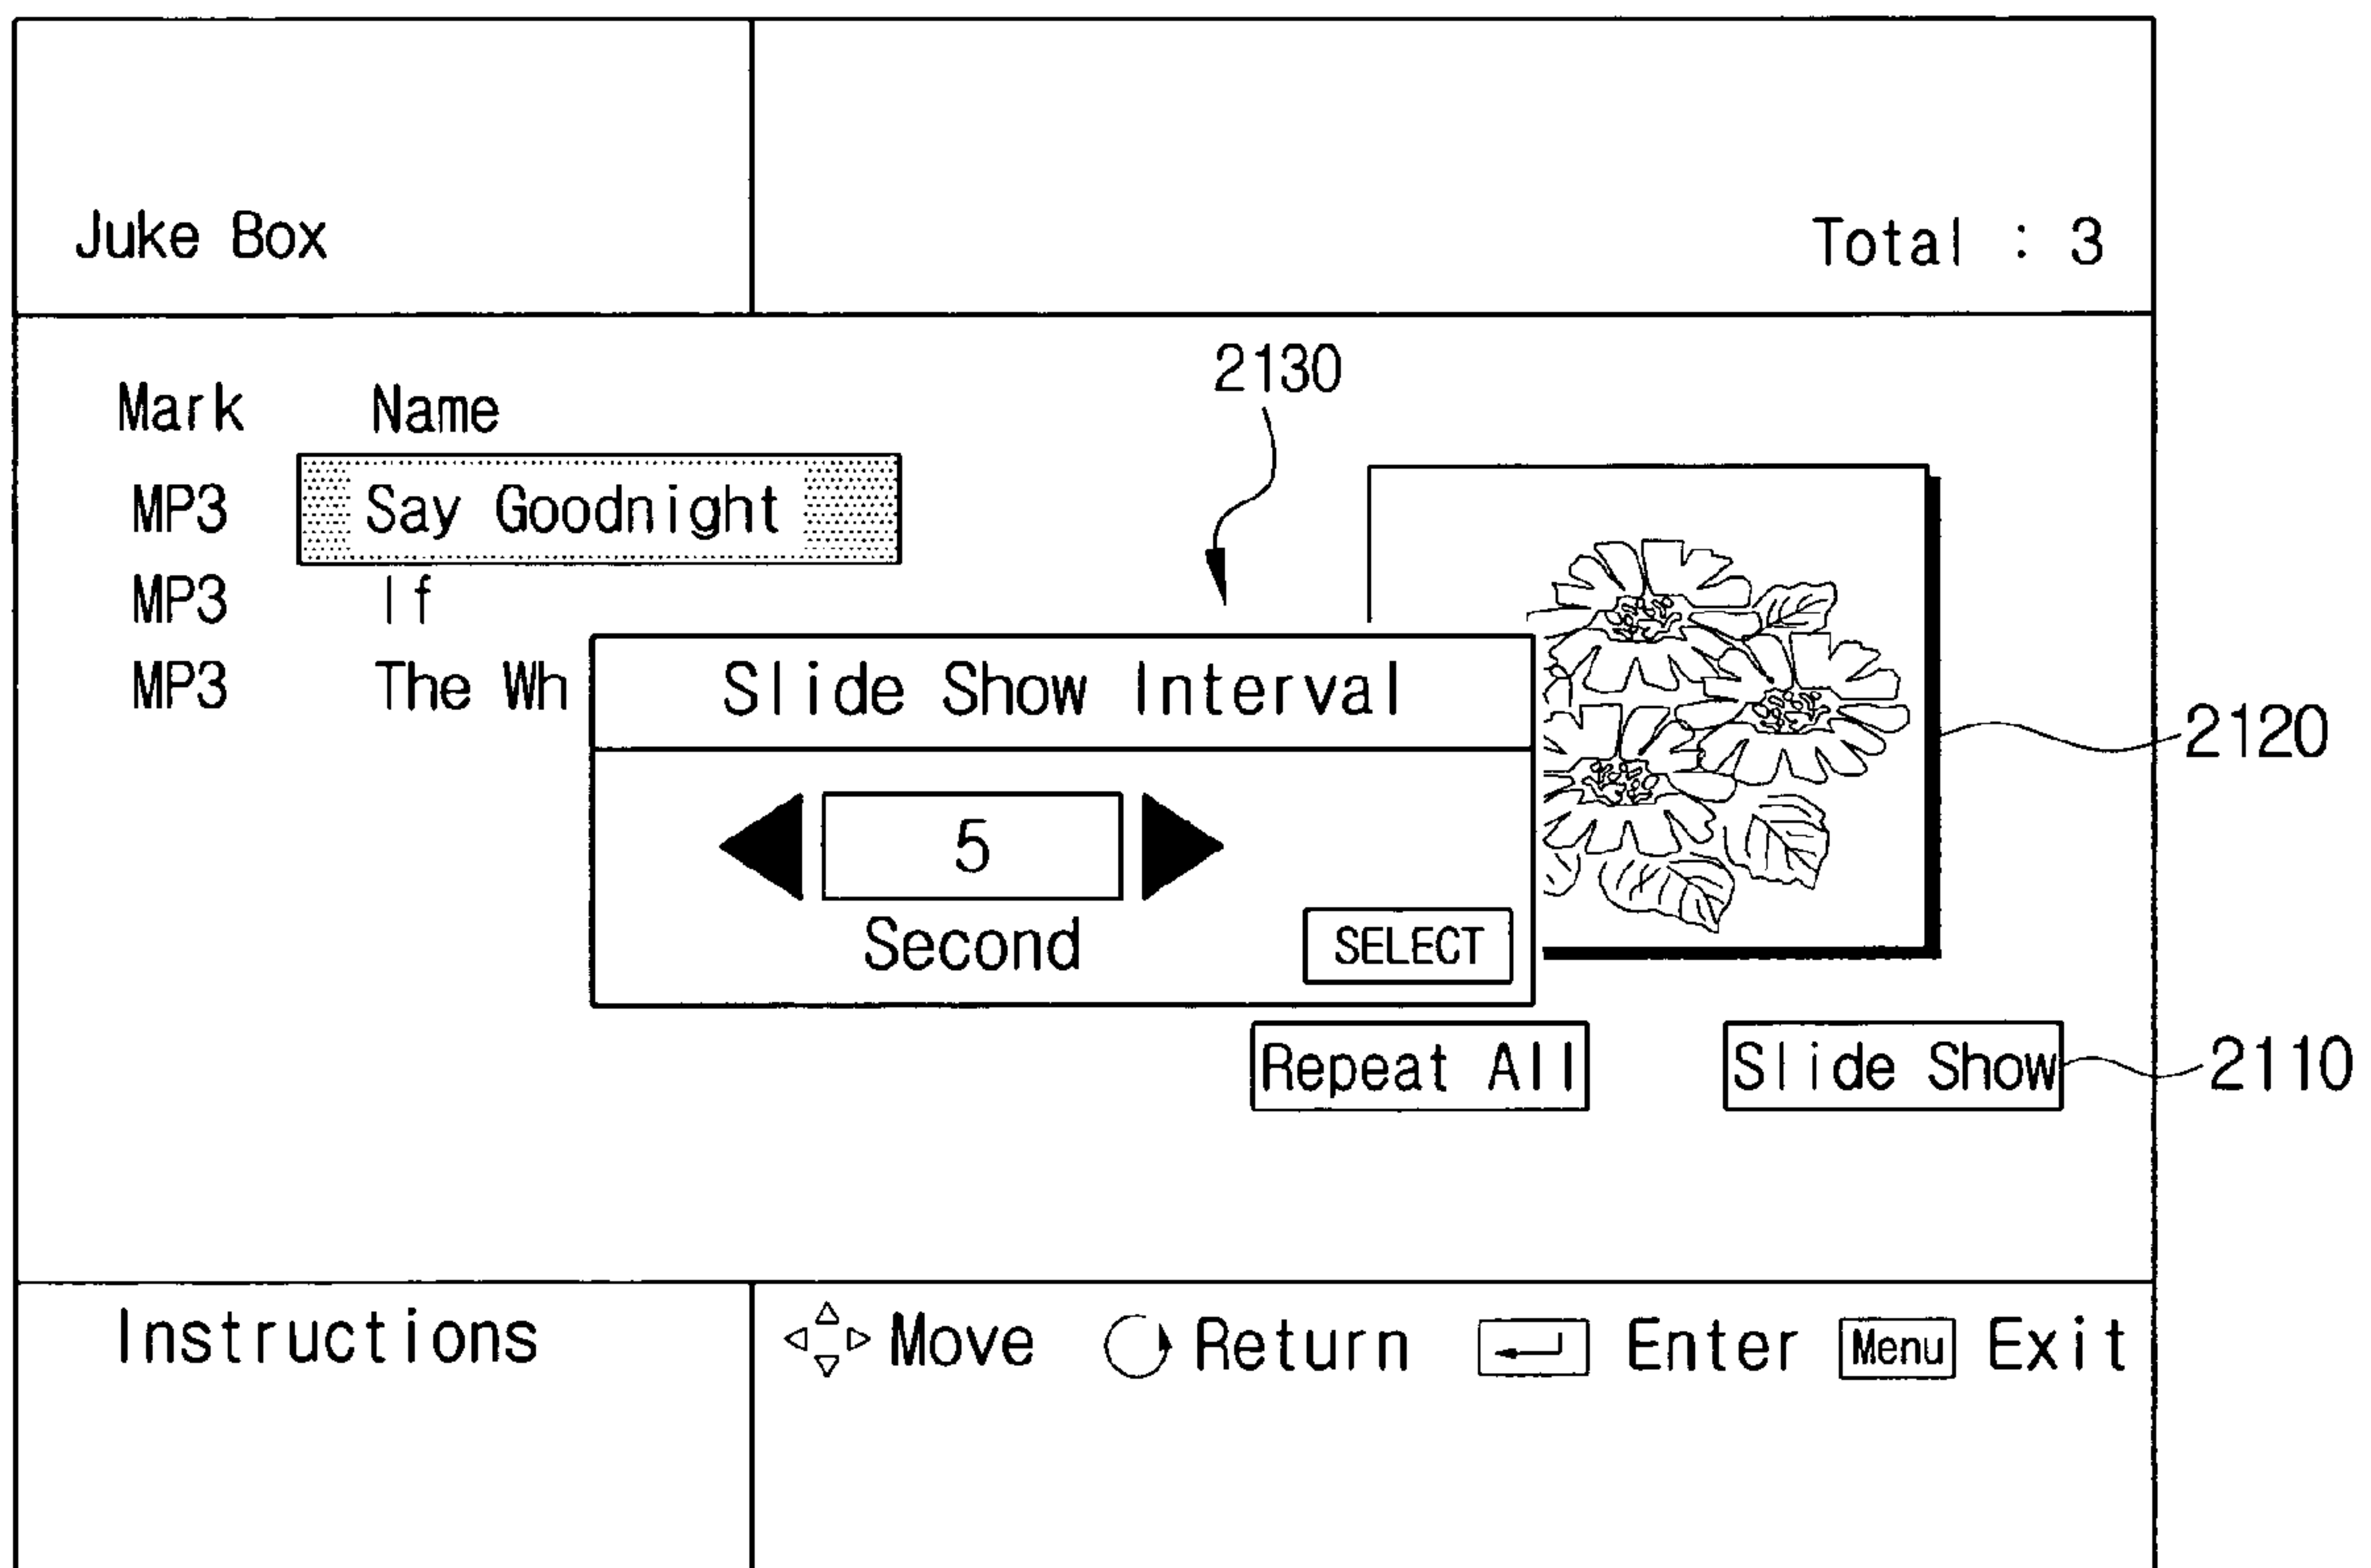 Juke Box
Total : 3
2130
Mark Name
MP3 Say Goodnight
MP3 If
MP3 The Wh
Slide Show Interval
2120
5
Second
SELECT
Repeat All
Slide Show
2110
Instructions
Move Return Enter Menu Exit